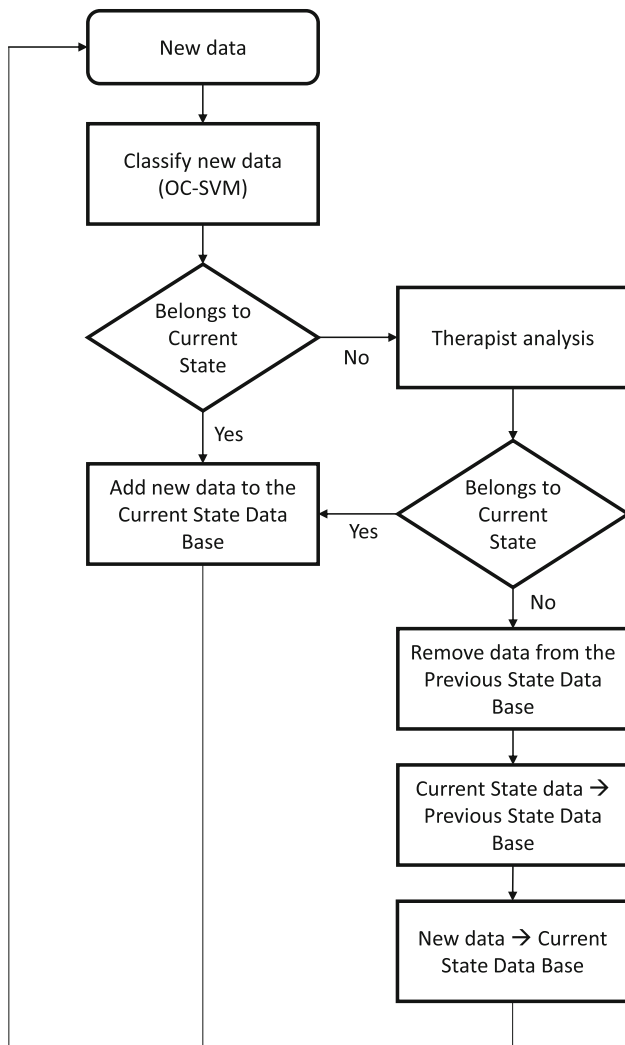 New data
Classify new data
(OC-SVM)
Belongs to
Current
State
No
Therapist analysis
Yes
Add new data to the
Current State Data
Base
Yes
Belongs to
Current
State
No
Remove data from the
Previous State Data
Base
Current State data →
Previous State Data
Base
New data → Current
State Data Base